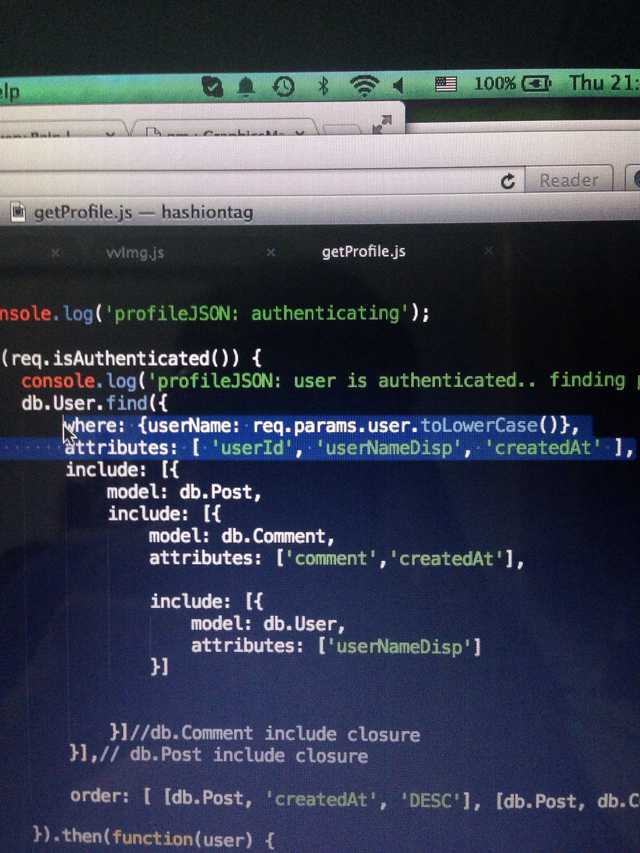 elp 100% Thu 21:
Reader
getProfile.js — hashiontag
vvImg.js getProfile.js
nsole.log('profileJSON: authenticating');
(req.isAuthenticated()) {
console.log('profileJSON: user is authenticated.. finding p
db.User.find({
where: {userName: req.params.user.toLowerCase()},
attributes: [ 'userId', 'userNameDisp', 'createdAt' ],
include: [{
model: db.Post,
include: [{
model: db.Comment,
attributes: ['comment','createdAt'],
include: [{
model: db.User,
attributes: ['userNameDisp']
}]
}]//db.Comment include closure
}],// db.Post include closure
order: [ [db.Post, 'createdAt', 'DESC'], [db.Post, db.C
}).then(function(user) {